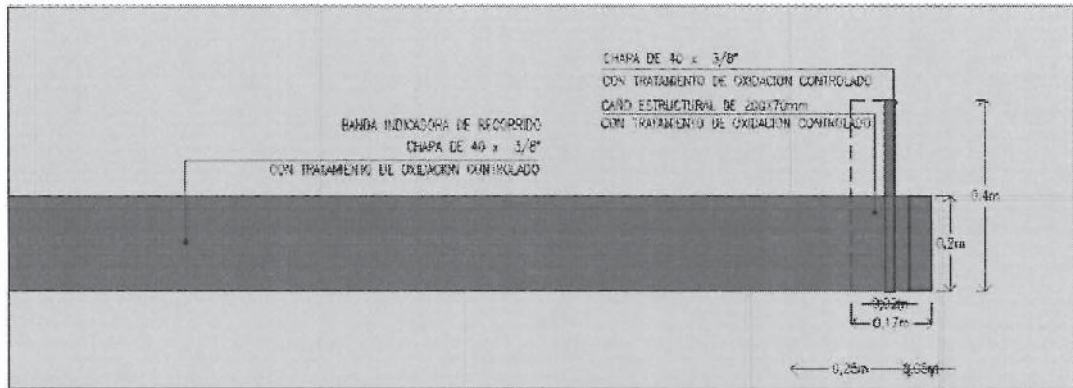 CHAPA DE 40 x 3/8"
CON TRATAMIENTO DE OXIDACION CONTROLADO
CAÑO ESTRUCTURAL DE 200X70mm
CON TRATAMIENTO DE OXIDACION CONTROLADO
BANDA INDICADORA DE RECORRIDO
CHAPA DE 40 x 3/8"
CON TRATAMIENTO DE OXIDACION CONTROLADO
0,4m
0,2m
0,02m
0,17m
0,25m